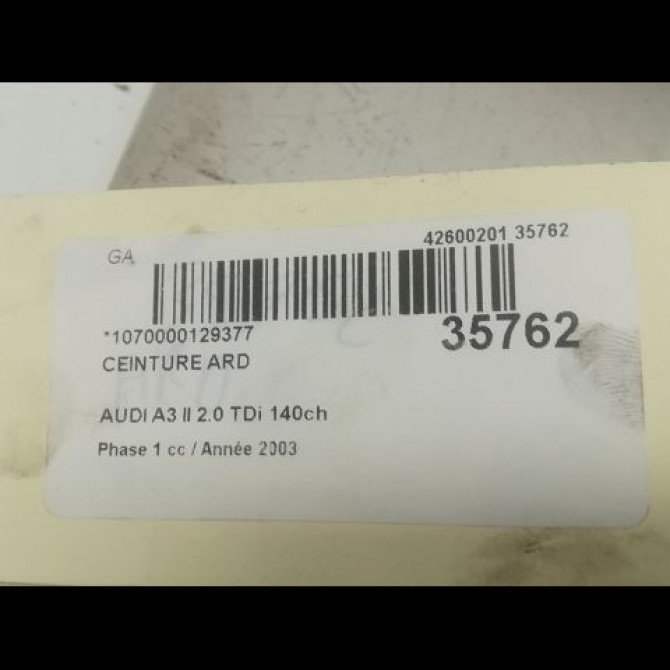 GA
42600201 35762
*1070000129377
35762
CEINTURE ARD
AUDI A3 II 2.0 TDi 140ch
Phase 1 cc / Année 2003